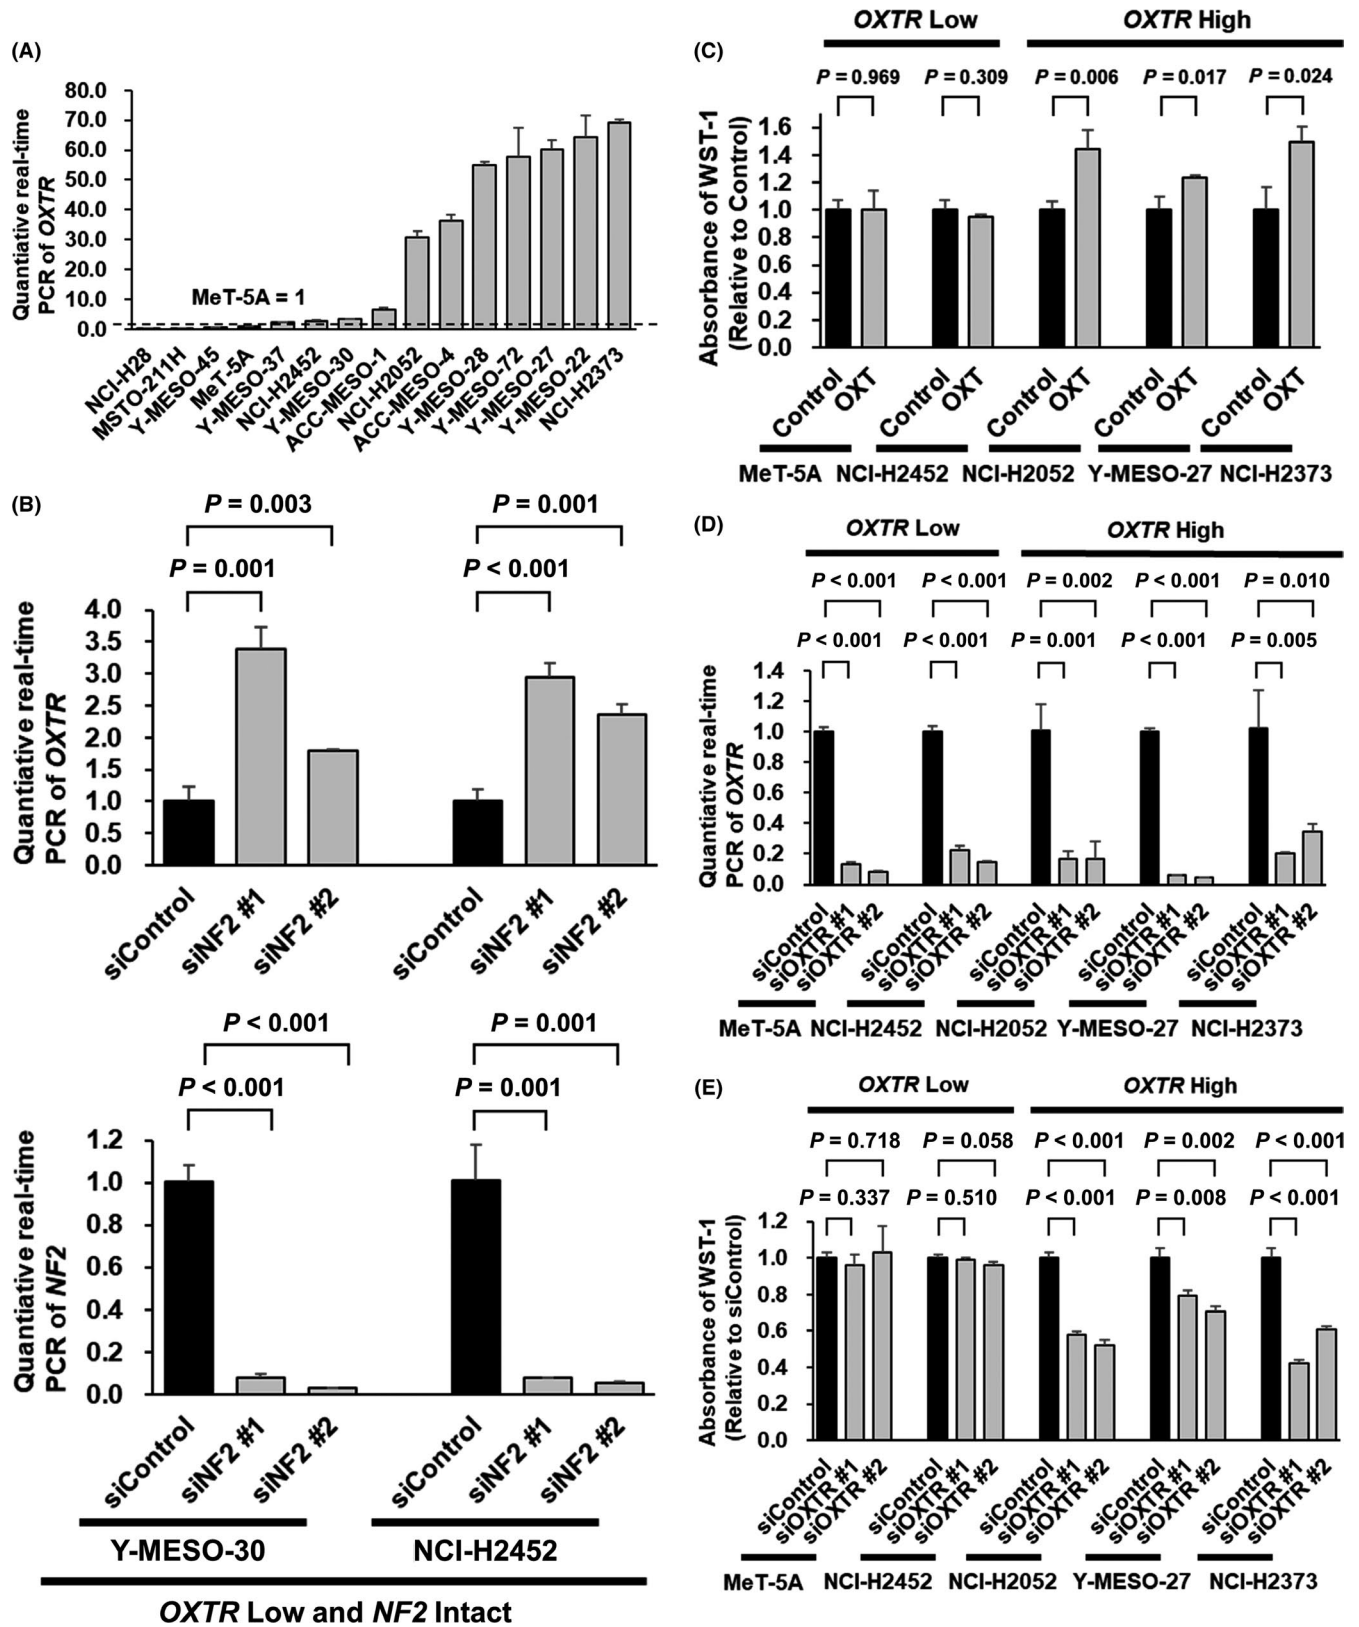 (A)
Quantiative real-time
PCR of OXTR
80.0
70.0
60.0
50.0
40.0
30.0
20.0
10.0
0.0
MeT-5A = 1
NCI-H28
MSTO-211H
Y-MESO-45
MeT-5A
Y-MESO-37
NCI-H2452
Y-MESO-30
ACC-MESO-1
NCI-H2052
ACC-MESO-4
Y-MESO-28
Y-MESO-72
Y-MESO-27
Y-MESO-22
NCI-H2373
(B)
P = 0.003
P = 0.001
P = 0.001
P < 0.001
Quantiative real-time
PCR of OXTR
4.0
3.5
3.0
2.5
2.0
1.5
1.0
0.5
0.0
siControl
siNF2 #1
siNF2 #2
siControl
siNF2 #1
siNF2 #2
P < 0.001
P = 0.001
P < 0.001
P = 0.001
Quantiative real-time
PCR of NF2
1.2
1.0
0.8
0.6
0.4
0.2
0.0
siControl
siNF2 #1
siNF2 #2
siControl
siNF2 #1
siNF2 #2
Y-MESO-30
NCI-H2452
OXTR Low and NF2 Intact
(C)
OXTR Low
OXTR High
P = 0.969
P = 0.309
P = 0.006
P = 0.017
P = 0.024
Absorbance of WST-1
(Relative to Control)
1.6
1.4
1.2
1.0
0.8
0.6
0.4
0.2
0.0
Control
OXT
Control
OXT
Control
OXT
Control
OXT
Control
OXT
MeT-5A
NCI-H2452
NCI-H2052
Y-MESO-27
NCI-H2373
(D)
OXTR Low
OXTR High
P < 0.001
P < 0.001
P = 0.002
P < 0.001
P = 0.010
P < 0.001
P < 0.001
P = 0.001
P < 0.001
P = 0.005
Quantiative real-time
PCR of OXTR
1.4
1.2
1.0
0.8
0.6
0.4
0.2
0.0
siControl
siOXTR #1
siOXTR #2
siControl
siOXTR #1
siOXTR #2
siControl
siOXTR #1
siOXTR #2
siControl
siOXTR #1
siOXTR #2
siControl
siOXTR #1
siOXTR #2
MeT-5A
NCI-H2452
NCI-H2052
Y-MESO-27
NCI-H2373
(E)
OXTR Low
OXTR High
P = 0.718
P = 0.058
P < 0.001
P = 0.002
P < 0.001
P = 0.337
P = 0.510
P < 0.001
P = 0.008
P < 0.001
Absorbance of WST-1
(Relative to siControl)
1.2
1.0
0.8
0.6
0.4
0.2
0.0
siControl
siOXTR #1
siOXTR #2
siControl
siOXTR #1
siOXTR #2
siControl
siOXTR #1
siOXTR #2
siControl
siOXTR #1
siOXTR #2
siControl
siOXTR #1
siOXTR #2
MeT-5A
NCI-H2452
NCI-H2052
Y-MESO-27
NCI-H2373